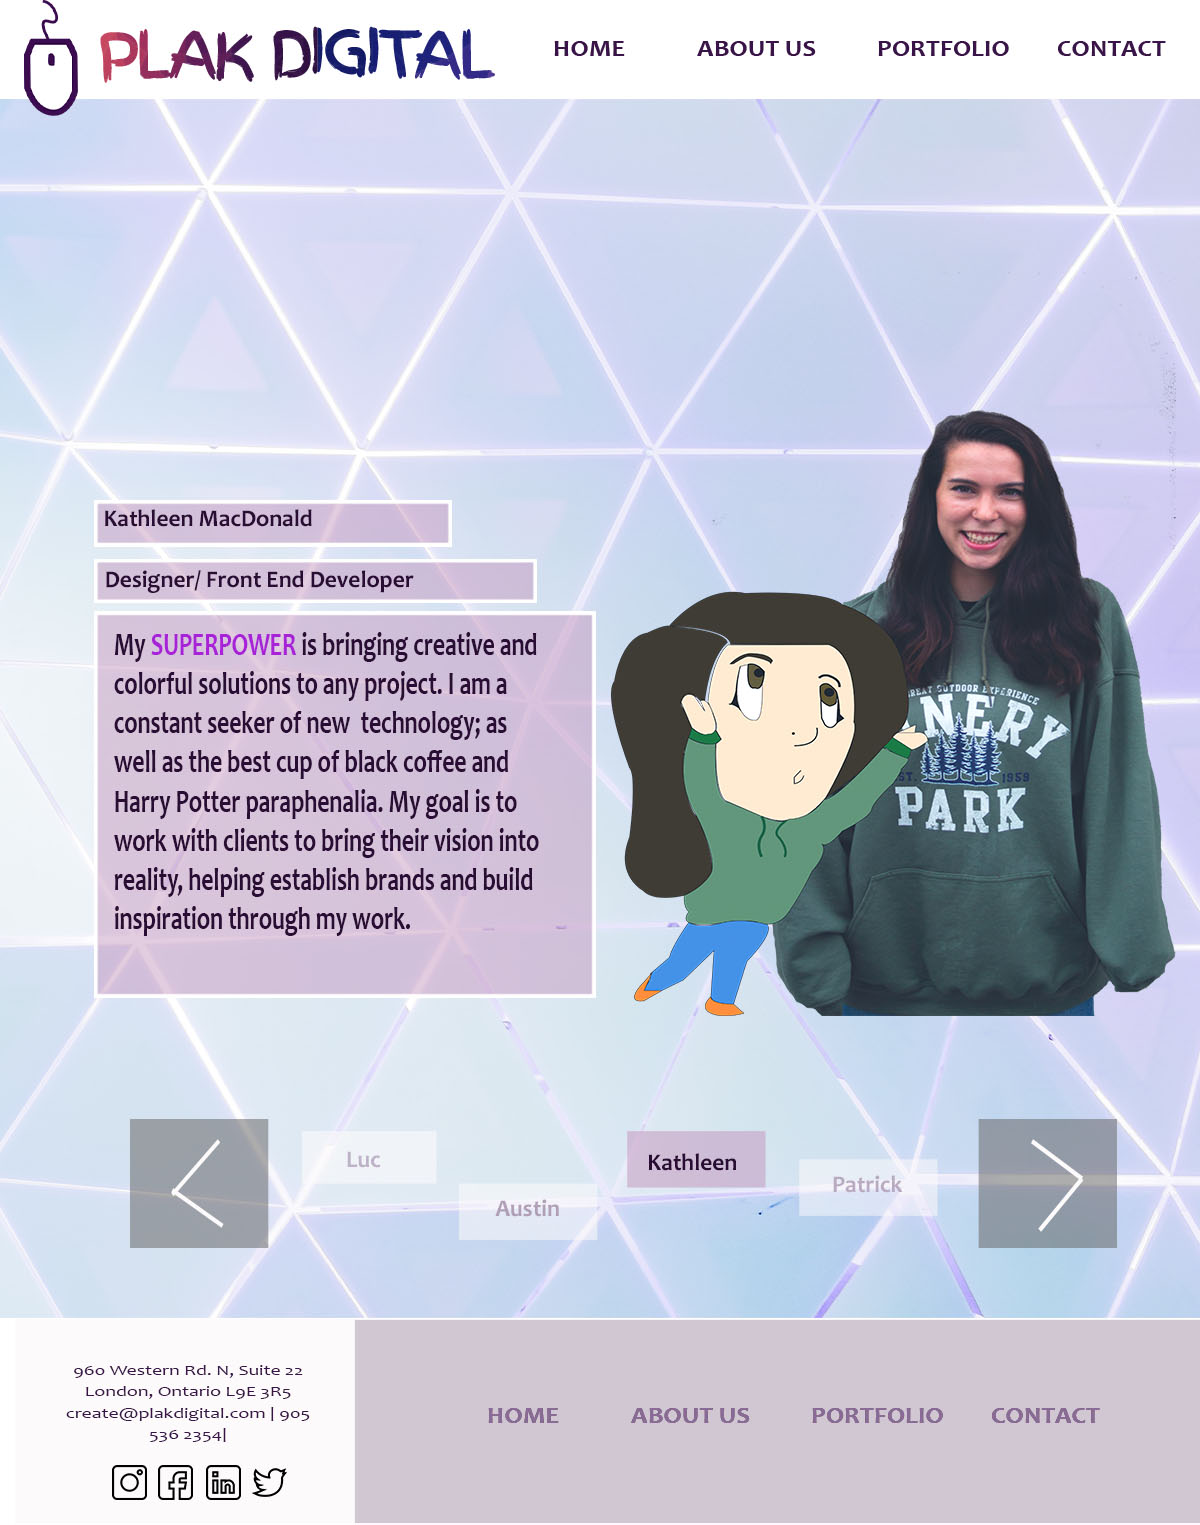 PLAK DIGITAL
HOME ABOUT US PORTFOLIO CONTACT
Kathleen MacDonald
Designer/ Front End Developer
My SUPERPOWER is bringing creative and
colorful solutions to any project. I am a
constant seeker of new technology; as
well as the best cup of black coffee and
Harry Potter paraphenalia. My goal is to
work with clients to bring their vision into
reality, helping establish brands and build
inspiration through my work.
GREAT OUTDOOR EXPERIENCE
NERY
EST. 1959
PARK
Luc
Austin
Kathleen
Patrick
960 Western Rd. N, Suite 22
London, Ontario L9E 3R5
create@plakdigital.com | 905
536 2354|
HOME ABOUT US PORTFOLIO CONTACT